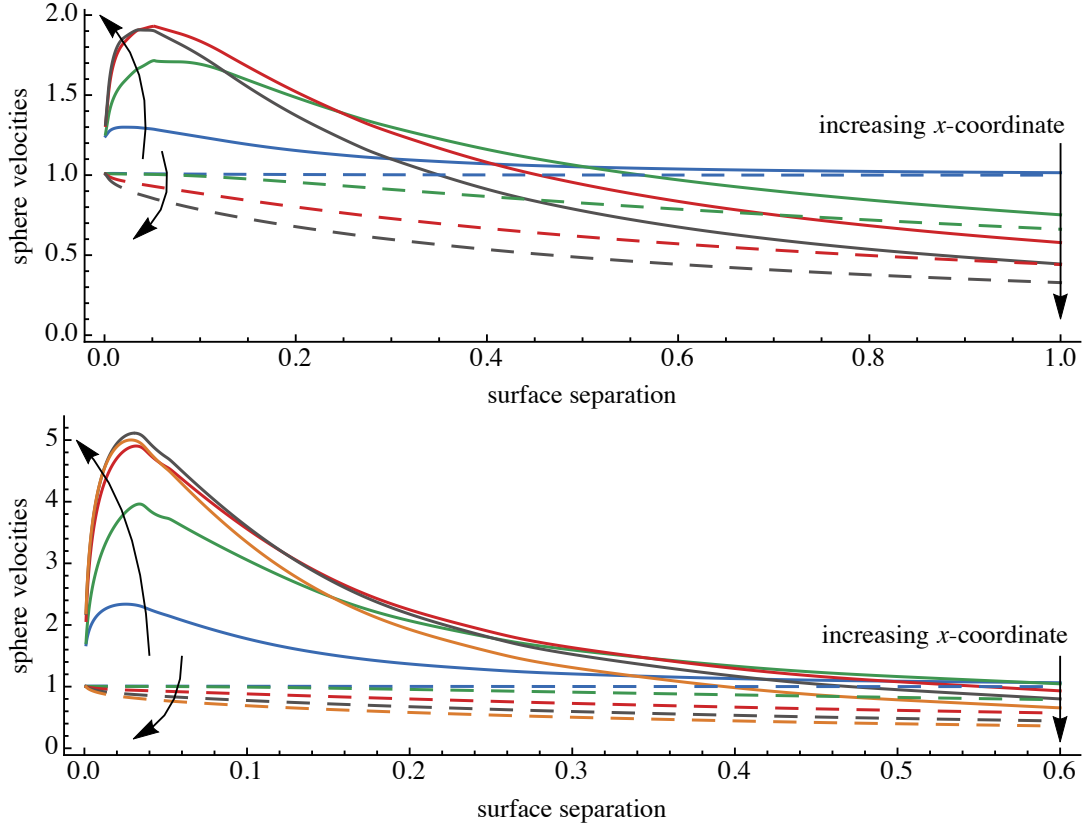 2.0
1.5
1.0
0.5
0.0
sphere velocities
increasing x-coordinate
0.0 0.2 0.4 0.6 0.8 1.0
surface separation
5
4
3
2
1
0
sphere velocities
increasing x-coordinate
0.0 0.1 0.2 0.3 0.4 0.5 0.6
surface separation